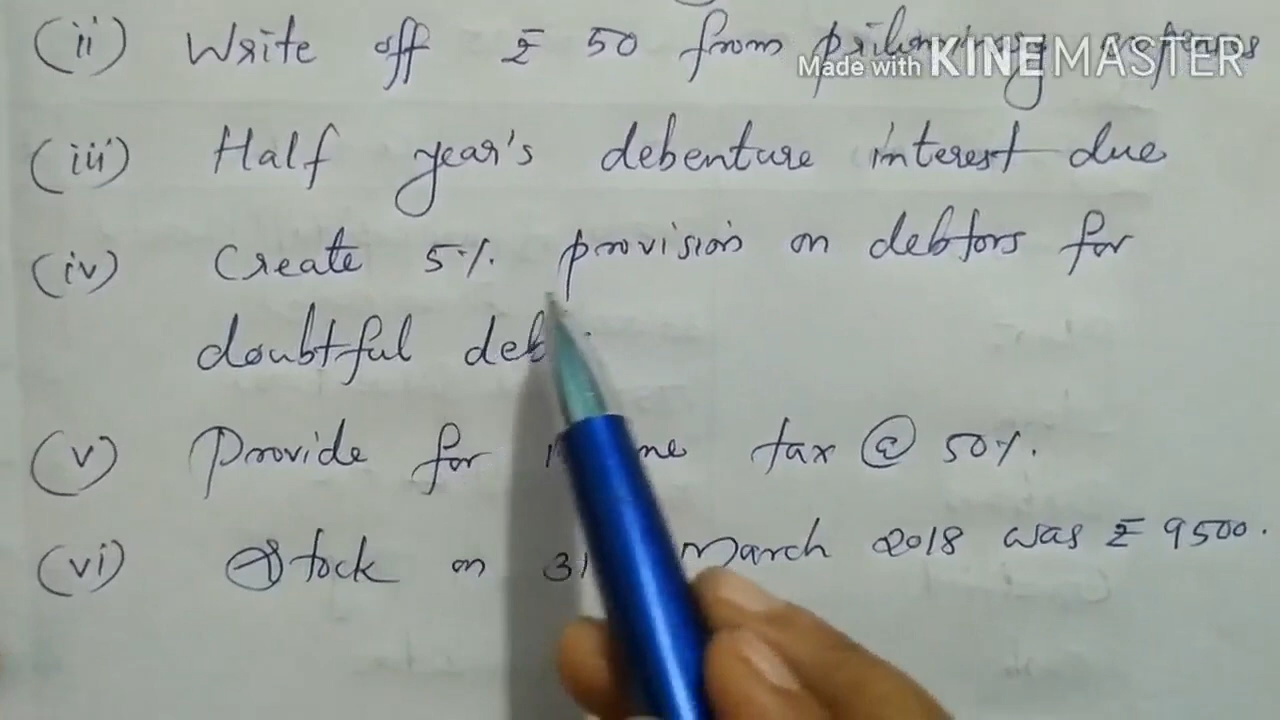 (ii) Write off ₹ 50 from
Made with KINEMASTER
(iii) Half year's debenture interest due
(iv) Create 5% provision on debtors for
doubtful
(v) Provide for tax @ 50%.
(vi) Stock on 31 March 2018 was ₹ 9500.